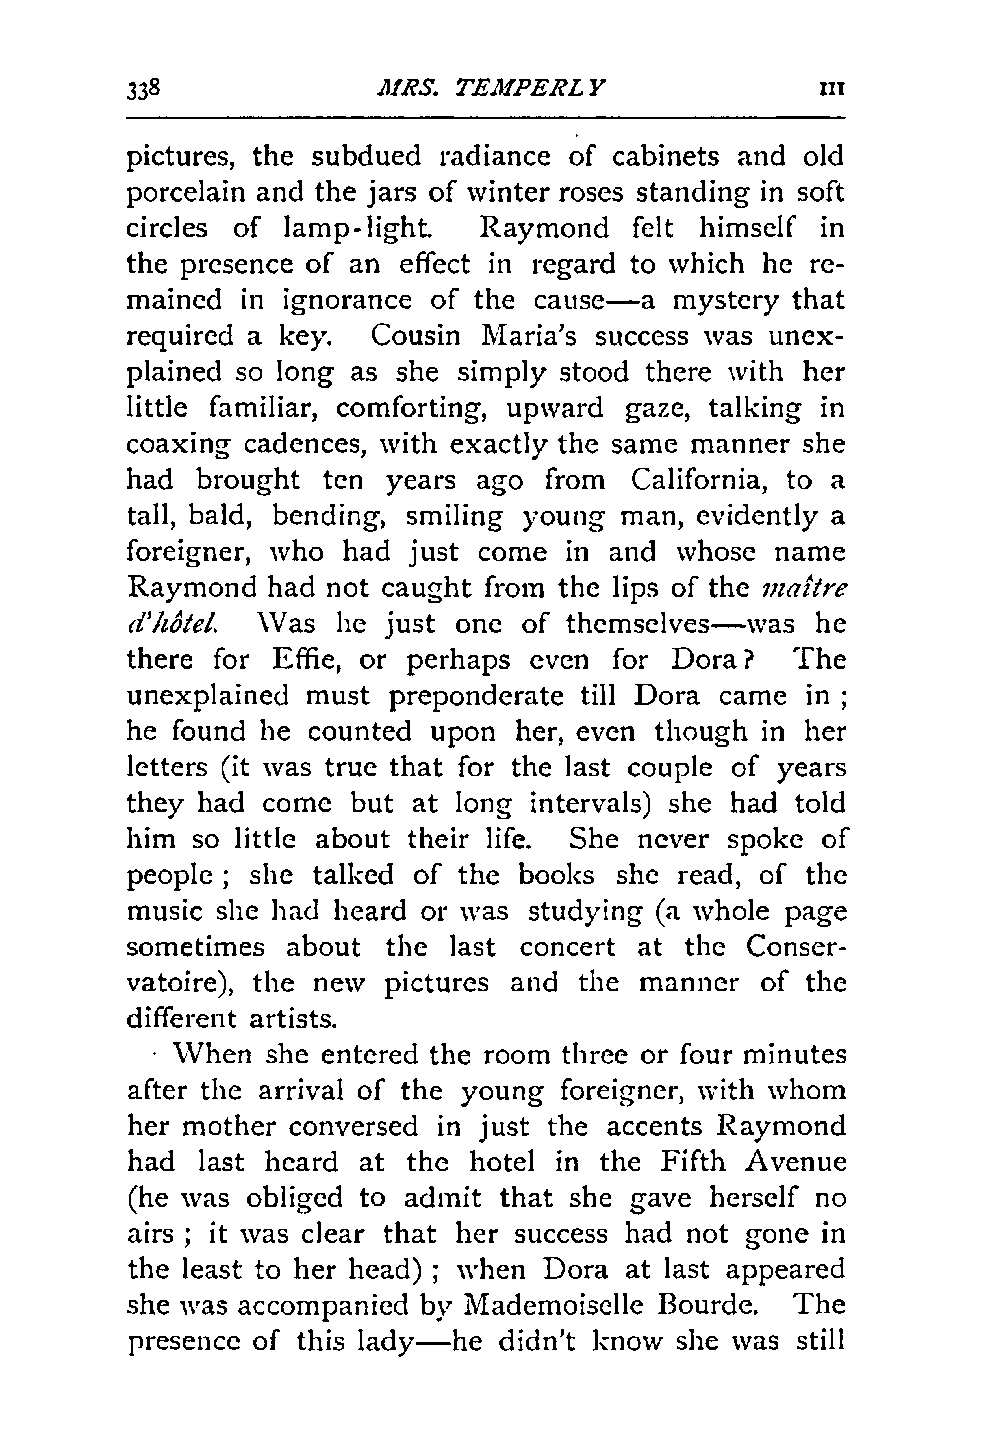 338 MRS. TEMPERLY III
pictures, the subdued radiance of cabinets and old
porcelain and the jars of winter roses standing in soft
circles of lamp-light. Raymond felt himself in
the presence of an effect in regard to which he re-
mained in ignorance of the cause—a mystery that
required a key. Cousin Maria's success was unex-
plained so long as she simply stood there with her
little familiar, comforting, upward gaze, talking in
coaxing cadences, with exactly the same manner she
had brought ten years ago from California, to a
tall, bald, bending, smiling young man, evidently a
foreigner, who had just come in and whose name
Raymond had not caught from the lips of the maître
d'hôtel. Was he just one of themselves—was he
there for Effie, or perhaps even for Dora? The
unexplained must preponderate till Dora came in ;
he found he counted upon her, even though in her
letters (it was true that for the last couple of years
they had come but at long intervals) she had told
him so little about their life. She never spoke of
people ; she talked of the books she read, of the
music she had heard or was studying (a whole page
sometimes about the last concert at the Conser-
vatoire), the new pictures and the manner of the
different artists.
When she entered the room three or four minutes
after the arrival of the young foreigner, with whom
her mother conversed in just the accents Raymond
had last heard at the hotel in the Fifth Avenue
(he was obliged to admit that she gave herself no
airs ; it was clear that her success had not gone in
the least to her head) ; when Dora at last appeared
she was accompanied by Mademoiselle Bourde. The
presence of this lady—he didn't know she was still